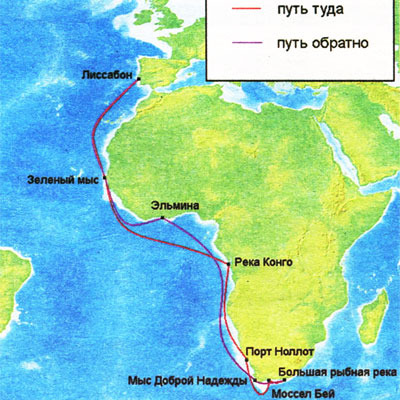 путь туда
путь обратно
Лиссабон
Зеленый мыс
Эльмина
Река Конго
Порт Ноллот
Мыс Доброй Надежды
Большая рыбная река
Моссел Бей